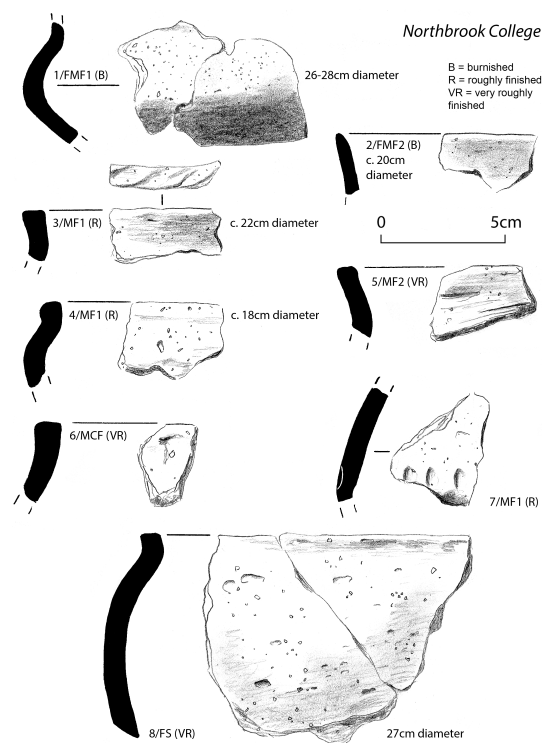 Northbrook College
B = burnished
R = roughly finished
VR = very roughly
finished
1/FMF1 (B)
26-28cm diameter
2/FMF2 (B)
c. 20cm
diameter
3/MF1 (R)
c. 22cm diameter
0
5cm
4/MF1 (R)
c. 18cm diameter
5/MF2 (VR)
6/MCF (VR)
7/MF1 (R)
8/FS (VR)
27cm diameter